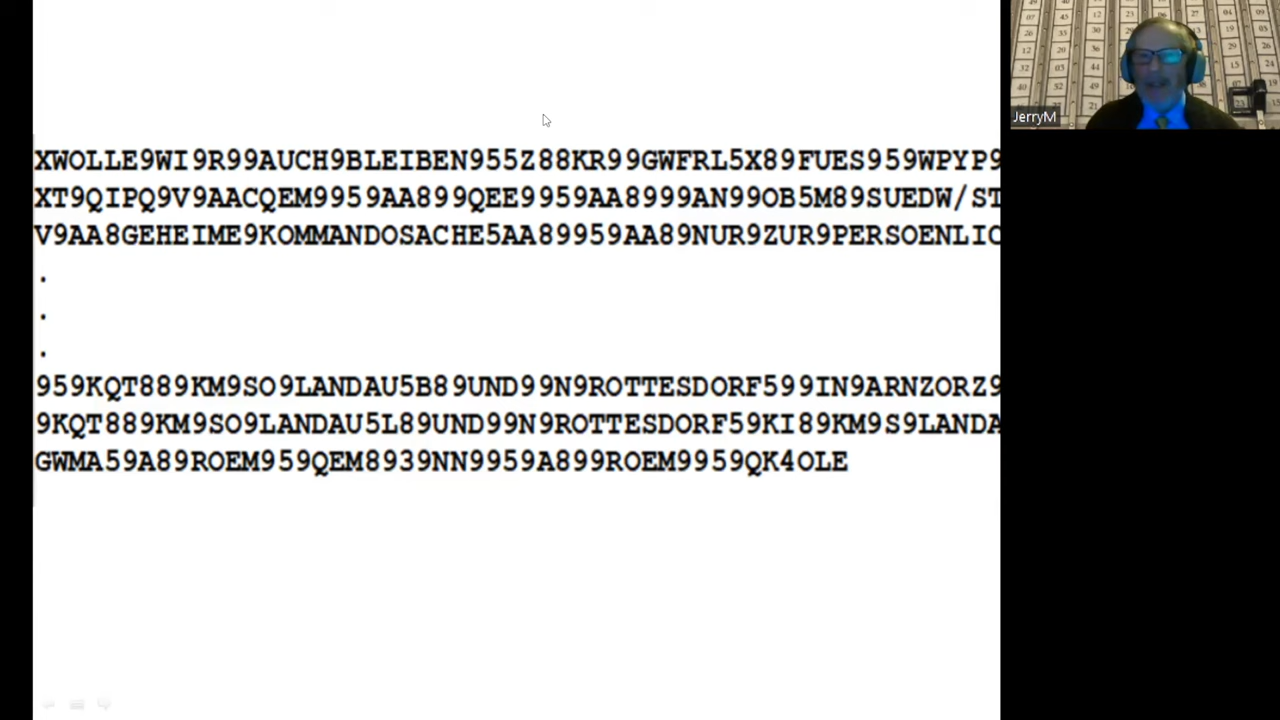 XWOLLE9WI9R99AUCH9BLEIBEN955Z88KR99GWFRL5X89FUES959WPYP9
XT9QIPQ9V9AACQEM9959AA899QEE9959AA8999AN99OB5M89SUEDW/ST
V9AA8GEHEIME9KOMMANDOSACHE5AA89959AA89NUR9ZUR9PERSOENLIC
.
.
.
959KQT889KM9SO9LANDAU5B89UND99N9ROTTESDORF599IN9ARNZORZ9
9KQT889KM9SO9LANDAU5L89UND99N9ROTTESDORF59KI89KM9S9LANDA
GWMA59A89ROEM959QEM8939NN9959A899ROEM9959QK4OLE
JerryM